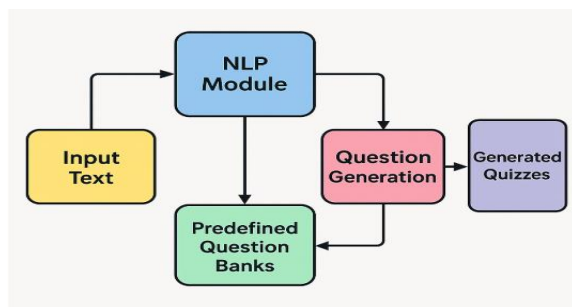 NLP
Module
Input
Text
Question
Generation
Generated
Quizzes
Predefined
Question
Banks